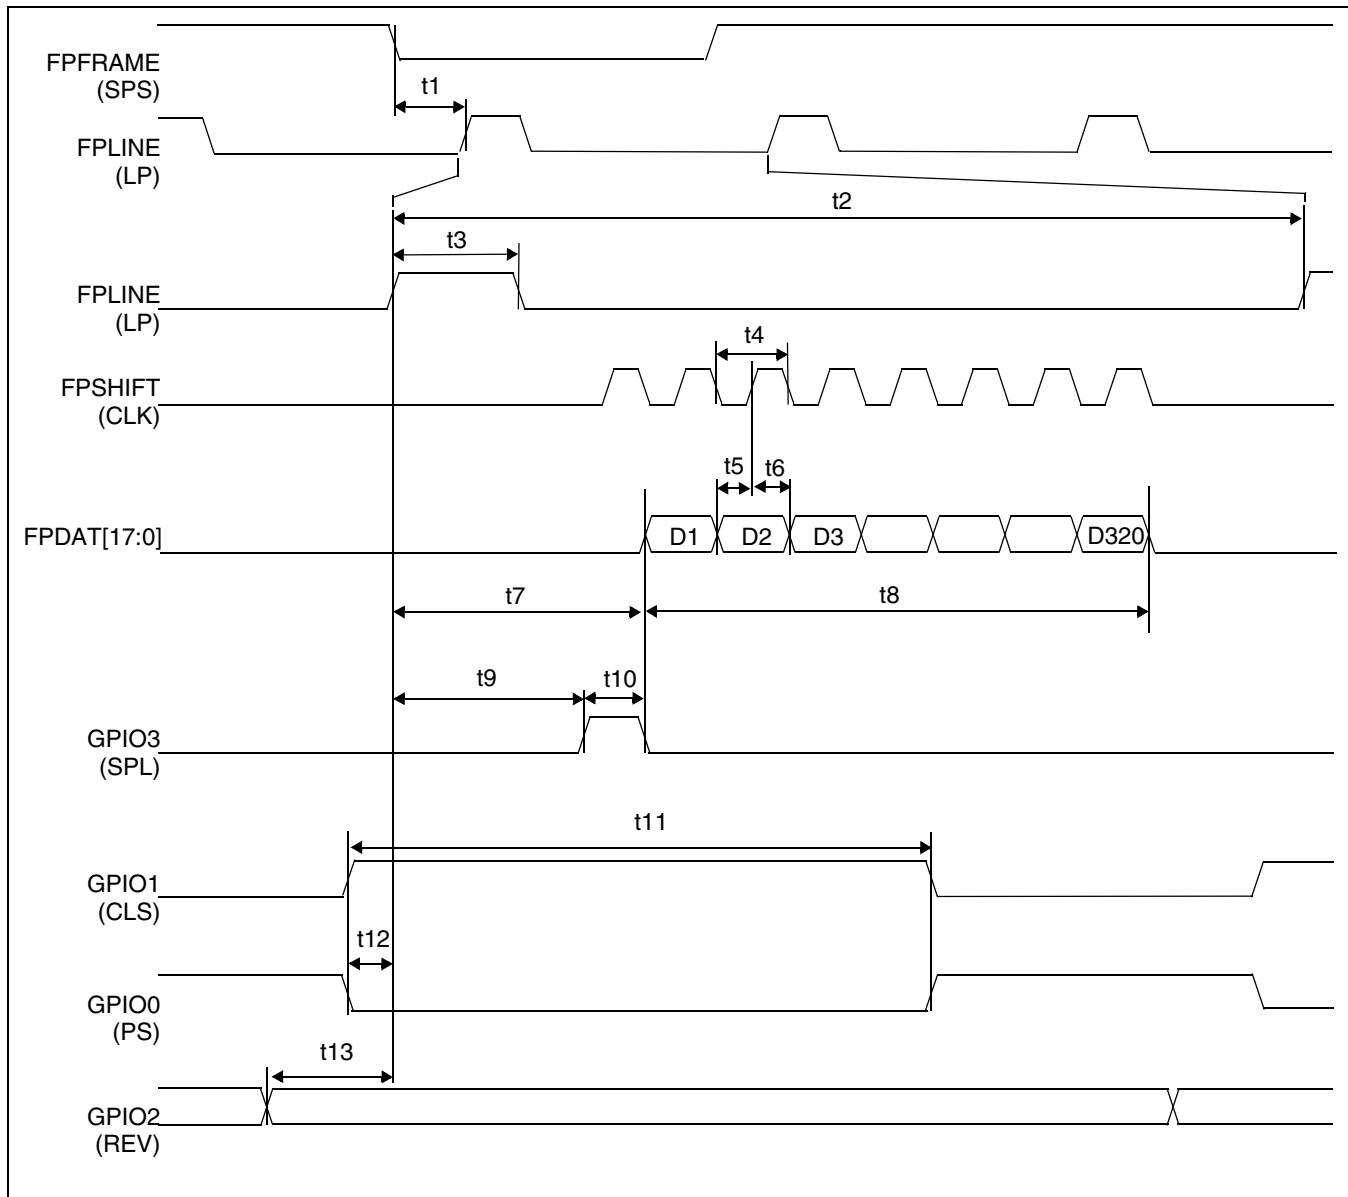 FPFRAME
(SPS)
t1
FPLINE
(LP)
t2
t3
FPLINE
(LP)
t4
FPSHIFT
(CLK)
t5
t6
FPDAT[17:0]
D1
D2
D3
D320
t7
t8
t9
t10
GPIO3
(SPL)
t11
GPIO1
(CLS)
t12
GPIO0
(PS)
t13
GPIO2
(REV)